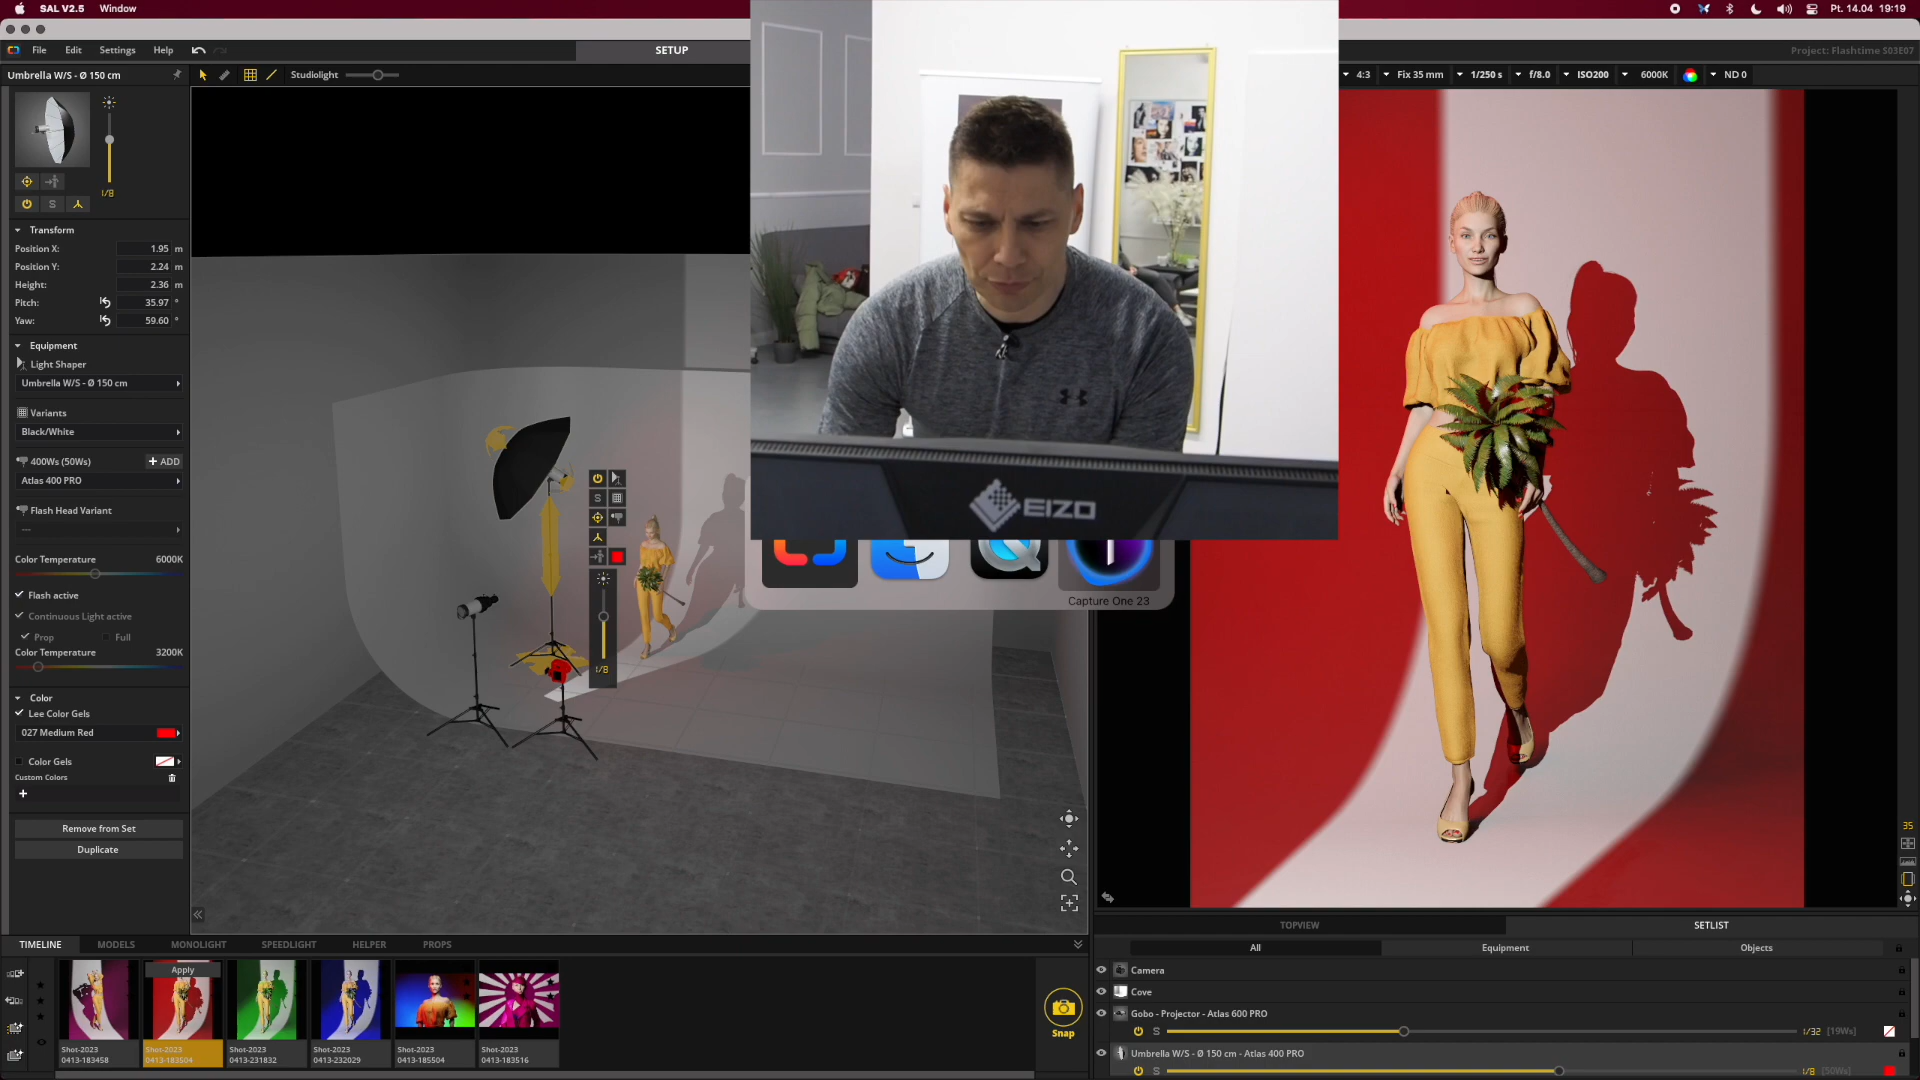 SAL V2.5 Window
Pt. 14.04 19:19
File Edit Settings Help
SETUP
Project: Flashtime S03E07
Umbrella W/S - Ø 150 cm
Studiolight
4:3 Fix 35 mm 1/250 s f/8.0 ISO200 6000K ND 0
1/8
Transform
Position X: 1.95 m
Position Y: 2.24 m
Height: 2.36 m
Pitch: 35.97 °
Yaw: 59.60 °
Equipment
Light Shaper
Umbrella W/S - Ø 150 cm
Variants
Black/White
400Ws (50Ws) + ADD
Atlas 400 PRO
Flash Head Variant
---
Color Temperature 6000K
Flash active
Continuous Light active
Prop Full
Color Temperature 3200K
Color
Lee Color Gels
027 Medium Red
Color Gels
Custom Colors
+
Remove from Set
Duplicate
S
S
1/8
EIZO
Capture One 23
35
TOPVIEW SETLIST
All Equipment Objects
Camera
Cove
Gobo - Projector - Atlas 600 PRO
S 1/32 [19Ws]
Umbrella W/S - Ø 150 cm - Atlas 400 PRO
S 1/8 [50Ws]
TIMELINE MODELS MONOLIGHT SPEEDLIGHT HELPER PROPS
Apply
Shot-2023
0413-183458
Shot-2023
0413-183504
Shot-2023
0413-231832
Shot-2023
0413-232029
Shot-2023
0413-185504
Shot-2023
0413-183516
Snap